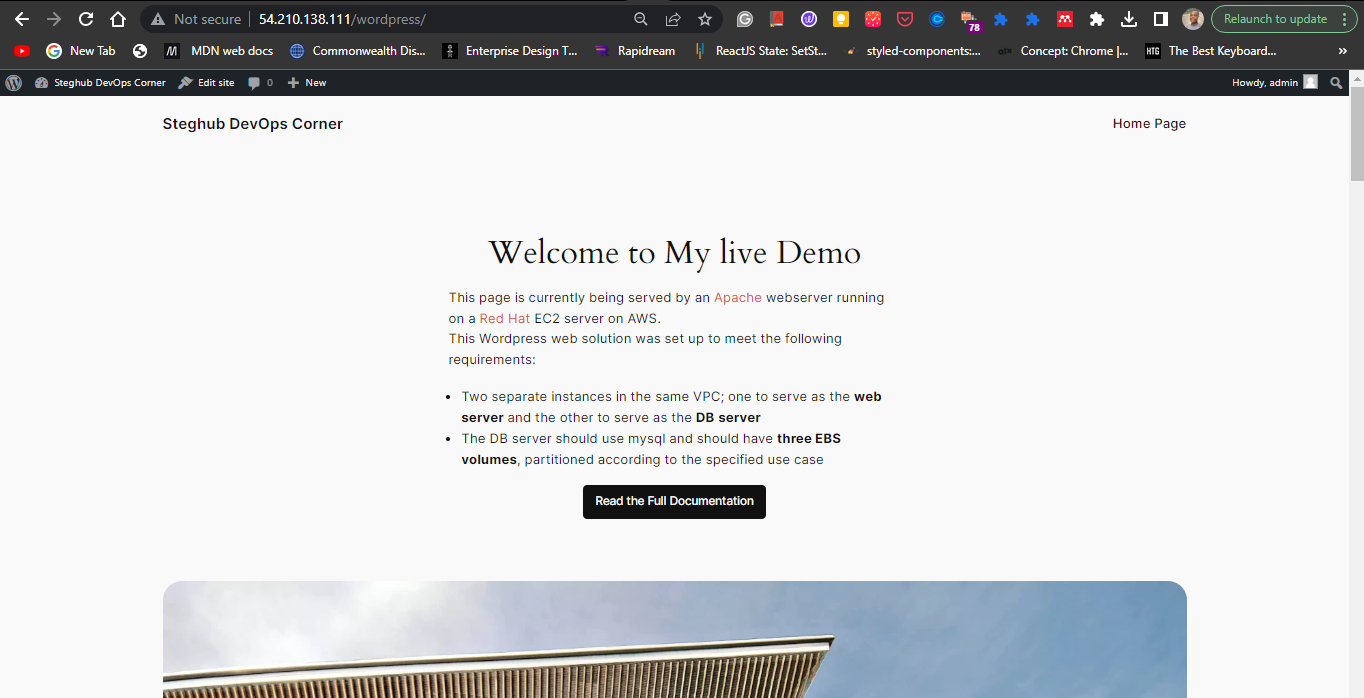 Not secure 54.210.138.111/wordpress/
78
Relaunch to update
New Tab
MDN web docs
Commonwealth Dis...
Enterprise Design T...
Rapidream
ReactJS State: SetSt...
styled-components:...
Concept: Chrome |...
HTG The Best Keyboard...
»
Steghub DevOps Corner Edit site 0 New
Howdy, admin
Steghub DevOps Corner
Home Page
Welcome to My live Demo
This page is currently being served by an Apache webserver running
on a Red Hat EC2 server on AWS.
This Wordpress web solution was set up to meet the following
requirements:
• Two separate instances in the same VPC; one to serve as the web
server and the other to serve as the DB server
• The DB server should use mysql and should have three EBS
volumes, partitioned according to the specified use case
Read the Full Documentation